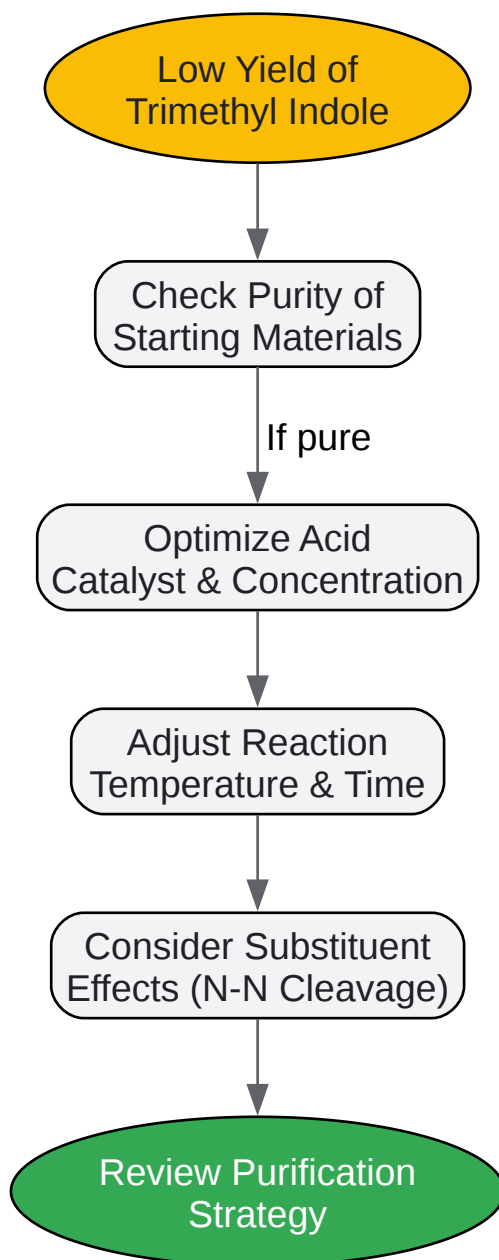 Low Yield of
Trimethyl Indole
Check Purity of
Starting Materials
If pure
Optimize Acid
Catalyst & Concentration
Adjust Reaction
Temperature & Time
Consider Substituent
Effects (N-N Cleavage)
Review Purification
Strategy